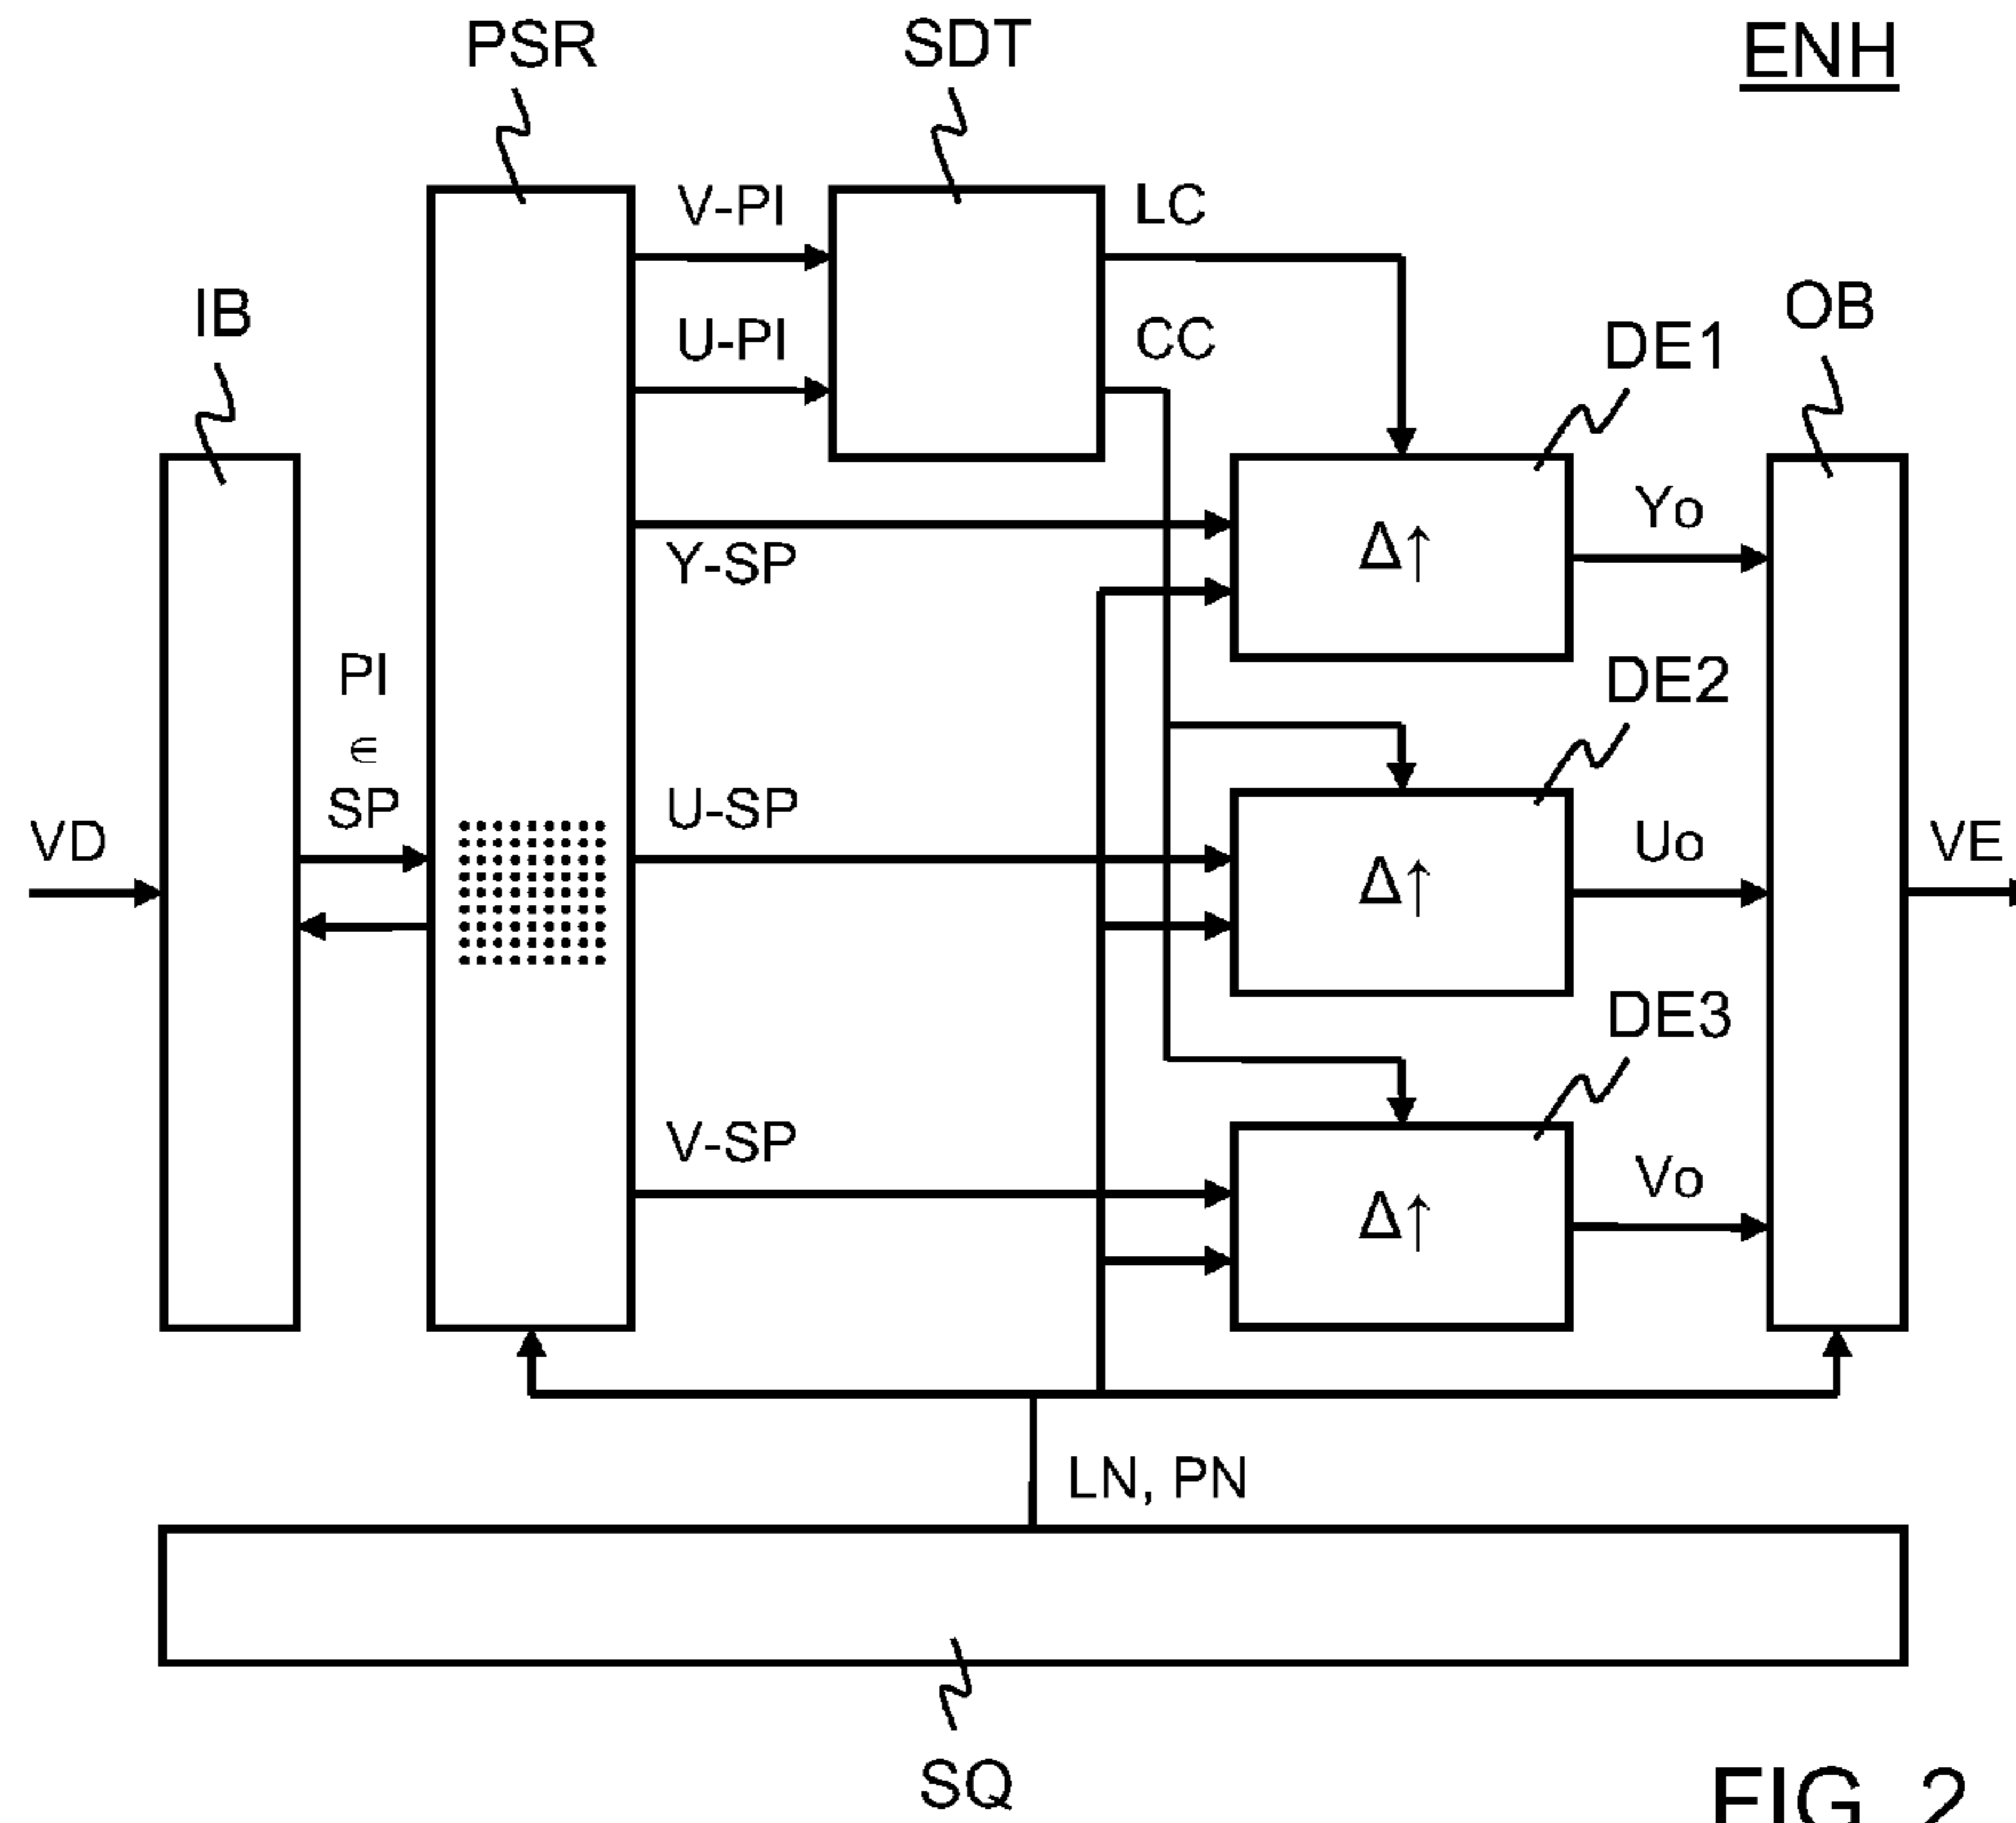 PSR
SDT
ENH
V-PI
LC
IB
U-PI
CC
OB
DE1
Yo
Δ↑
Y-SP
PI
∈
SP
DE2
U-SP
VD
Uo
VE
Δ↑
DE3
V-SP
Vo
Δ↑
LN, PN
SQ
FIG. 2